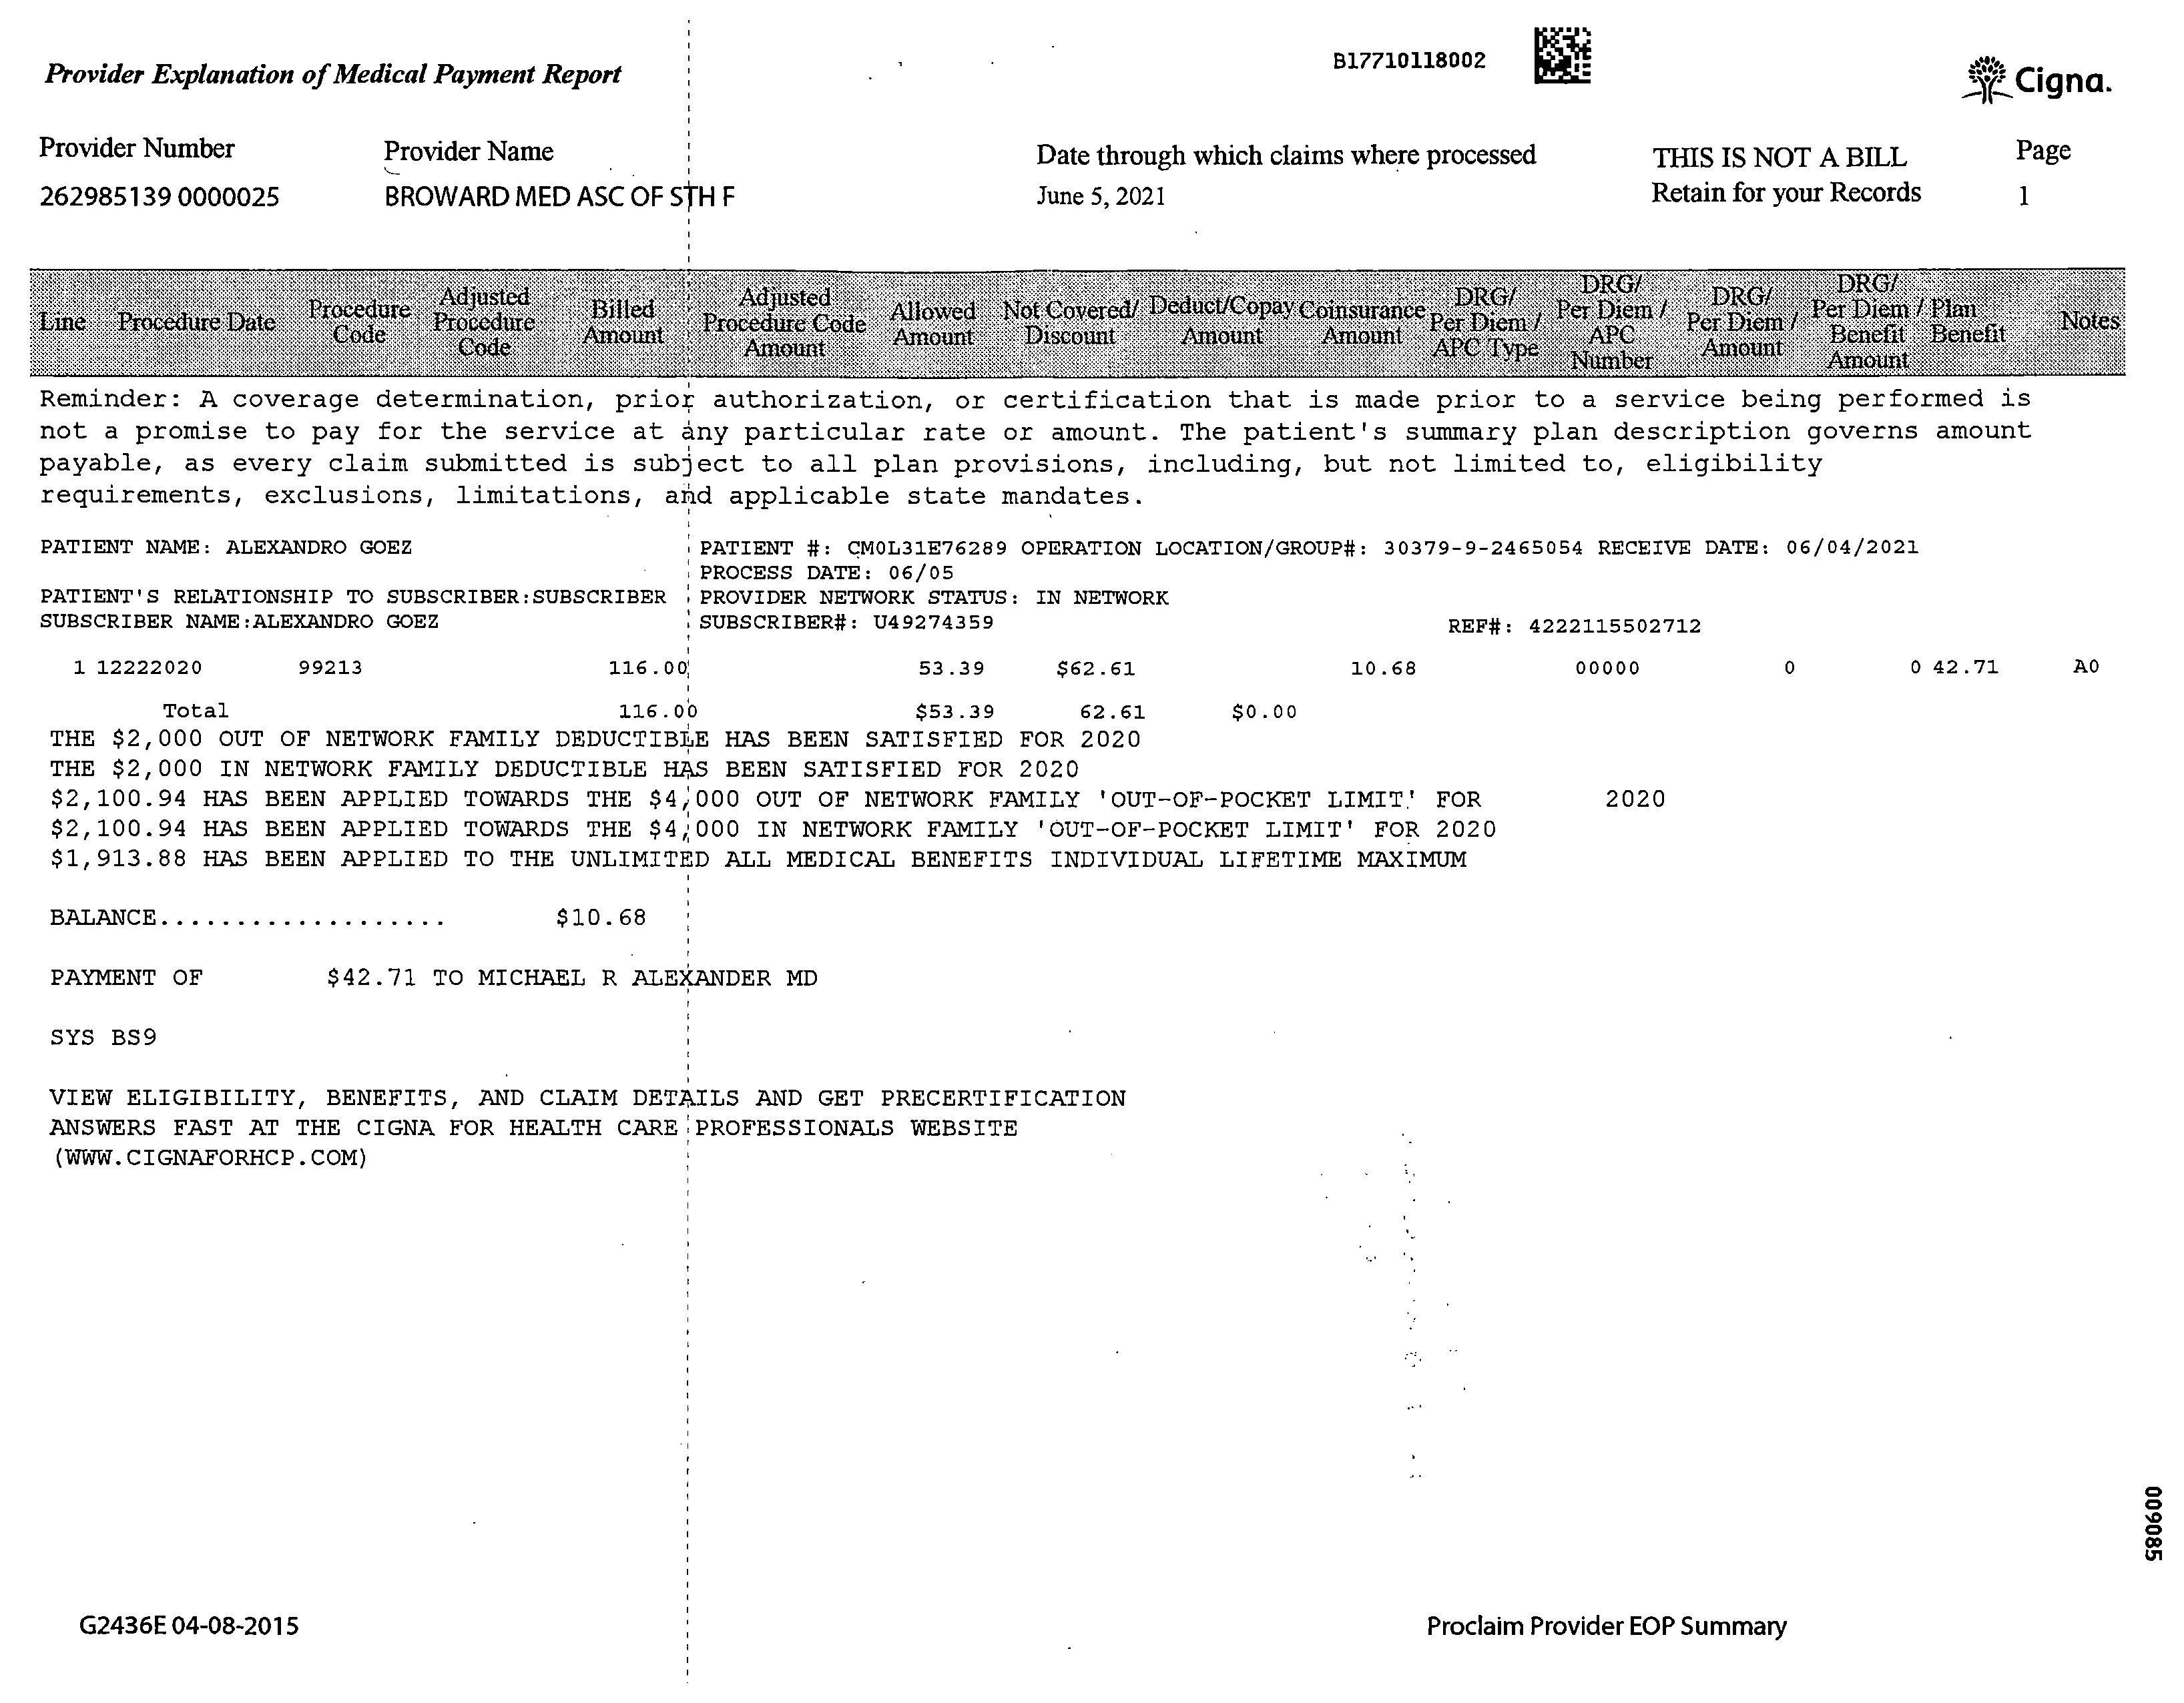 B17710118002
Provider Explanation of Medical Payment Report
Cigna.
Provider Number Provider Name Date through which claims where processed THIS IS NOT A BILL Page
262985139 0000025 BROWARD MED ASC OF STH F June 5, 2021 Retain for your Records 1
Line Procedure Date Procedure Code Adjusted Procedure Code Billed Amount Adjusted Procedure Code Amount Allowed Amount Not Covered/ Discount Deduct/Copay Amount Coinsurance Amount DRG/ Per Diem / APC Type DRG/ Per Diem / APC Number DRG/ Per Diem / Amount DRG/ Per Diem / Benefit Amount Plan Benefit Notes
Reminder: A coverage determination, prior authorization, or certification that is made prior to a service being performed is
not a promise to pay for the service at any particular rate or amount. The patient's summary plan description governs amount
payable, as every claim submitted is subject to all plan provisions, including, but not limited to, eligibility
requirements, exclusions, limitations, and applicable state mandates.
PATIENT NAME: ALEXANDRO GOEZ PATIENT #: CM0L31E76289 OPERATION LOCATION/GROUP#: 30379-9-2465054 RECEIVE DATE: 06/04/2021
PROCESS DATE: 06/05
PATIENT'S RELATIONSHIP TO SUBSCRIBER:SUBSCRIBER PROVIDER NETWORK STATUS: IN NETWORK
SUBSCRIBER NAME:ALEXANDRO GOEZ SUBSCRIBER#: U49274359 REF#: 4222115502712
1 12222020 99213 116.00 53.39 $62.61 10.68 00000 0 0 42.71 A0
Total 116.00 $53.39 62.61 $0.00
THE $2,000 OUT OF NETWORK FAMILY DEDUCTIBLE HAS BEEN SATISFIED FOR 2020
THE $2,000 IN NETWORK FAMILY DEDUCTIBLE HAS BEEN SATISFIED FOR 2020
$2,100.94 HAS BEEN APPLIED TOWARDS THE $4,000 OUT OF NETWORK FAMILY 'OUT-OF-POCKET LIMIT' FOR 2020
$2,100.94 HAS BEEN APPLIED TOWARDS THE $4,000 IN NETWORK FAMILY 'OUT-OF-POCKET LIMIT' FOR 2020
$1,913.88 HAS BEEN APPLIED TO THE UNLIMITED ALL MEDICAL BENEFITS INDIVIDUAL LIFETIME MAXIMUM
BALANCE................... $10.68
PAYMENT OF $42.71 TO MICHAEL R ALEXANDER MD
SYS BS9
VIEW ELIGIBILITY, BENEFITS, AND CLAIM DETAILS AND GET PRECERTIFICATION
ANSWERS FAST AT THE CIGNA FOR HEALTH CARE PROFESSIONALS WEBSITE
(WWW.CIGNAFORHCP.COM)
009085
G2436E 04-08-2015 Proclaim Provider EOP Summary